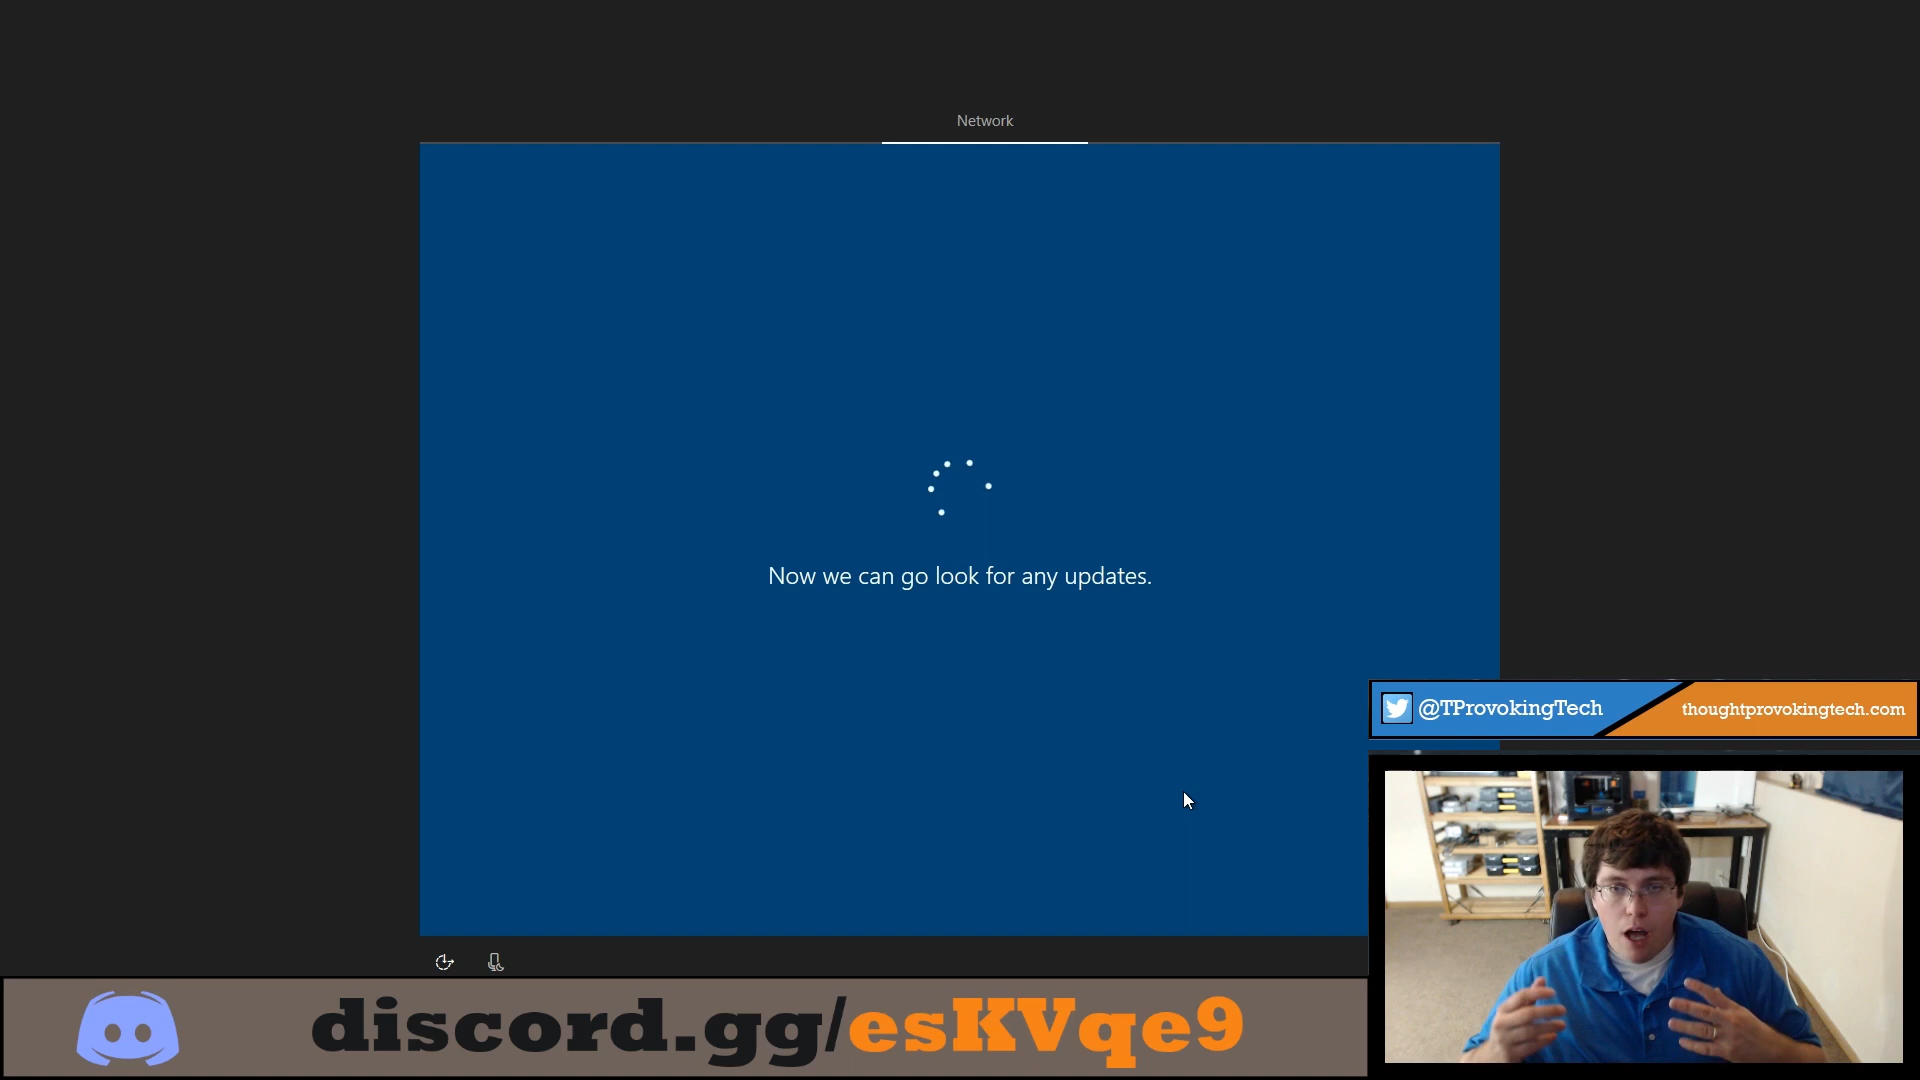 Network
Now we can go look for any updates.
@TProvokingTech
thoughtprovokingtech.com
discord.gg/esKVqe9